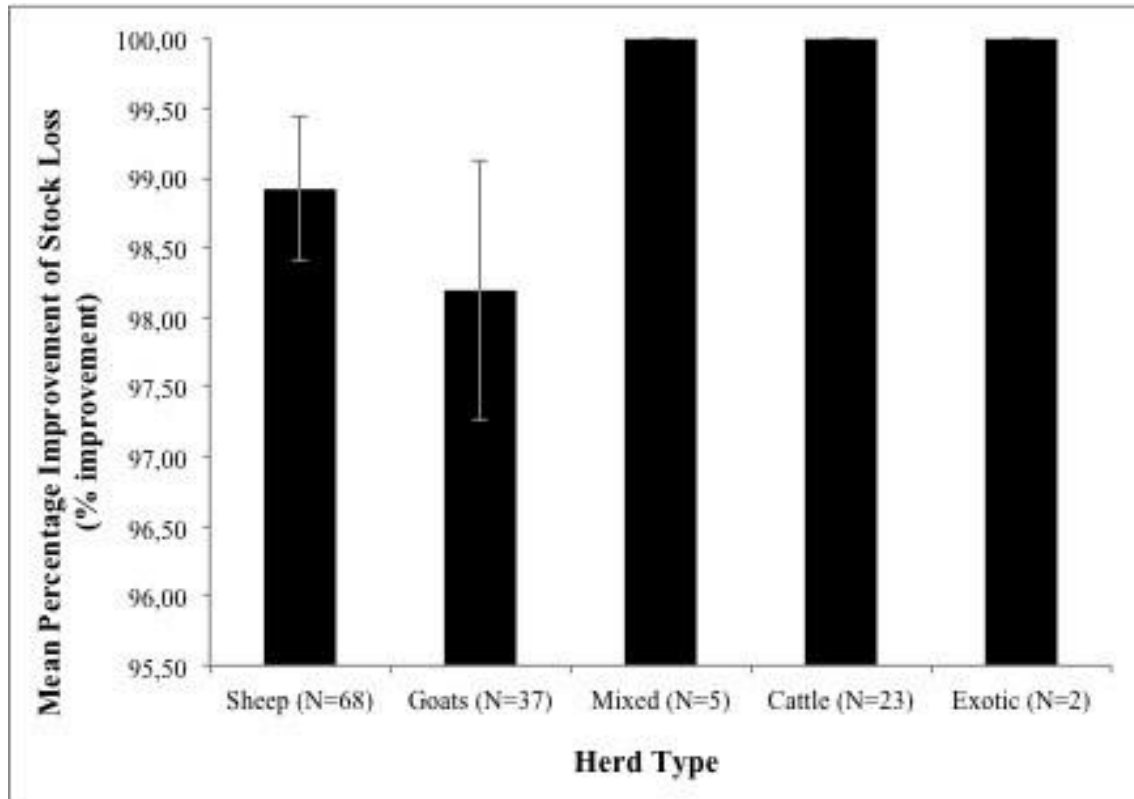 Mean Percentage Improvement of Stock Loss
(% improvement)
100,00
99,50
99,00
98,50
98,00
97,50
97,00
96,50
96,00
95,50
Sheep (N=68) Goats (N=37) Mixed (N=5) Cattle (N=23) Exotic (N=2)
Herd Type